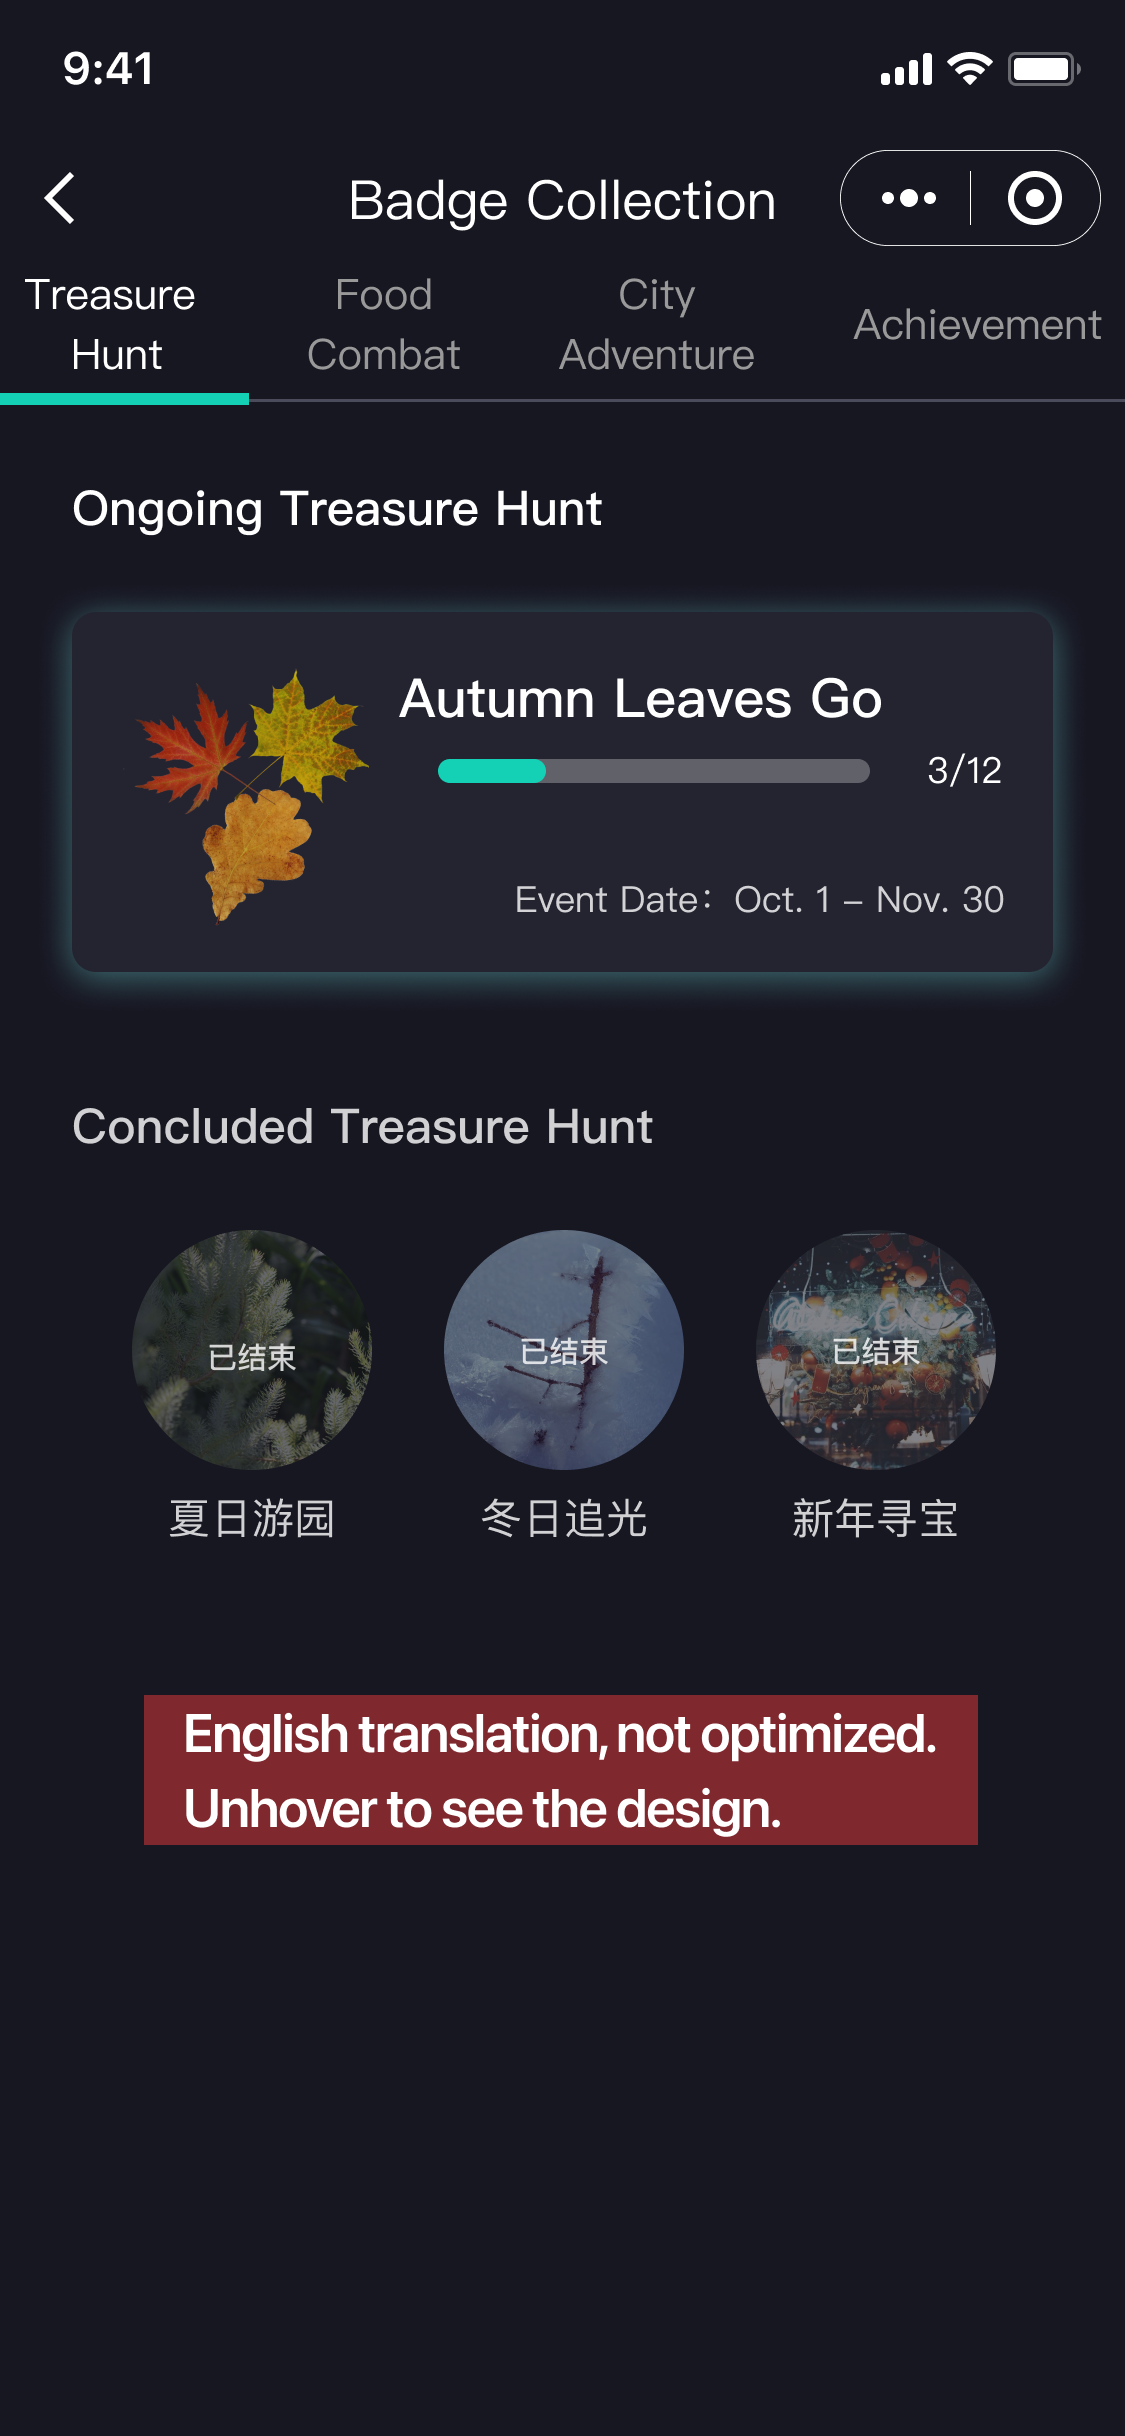 9:41
Badge Collection
Treasure
Hunt
Food
Combat
City
Adventure
Achievement
Ongoing Treasure Hunt
Autumn Leaves Go
3/12
Event Date：Oct. 1 – Nov. 30
Concluded Treasure Hunt
已结束
已结束
已结束
夏日游园
冬日追光
新年寻宝
English translation, not optimized.
Unhover to see the design.